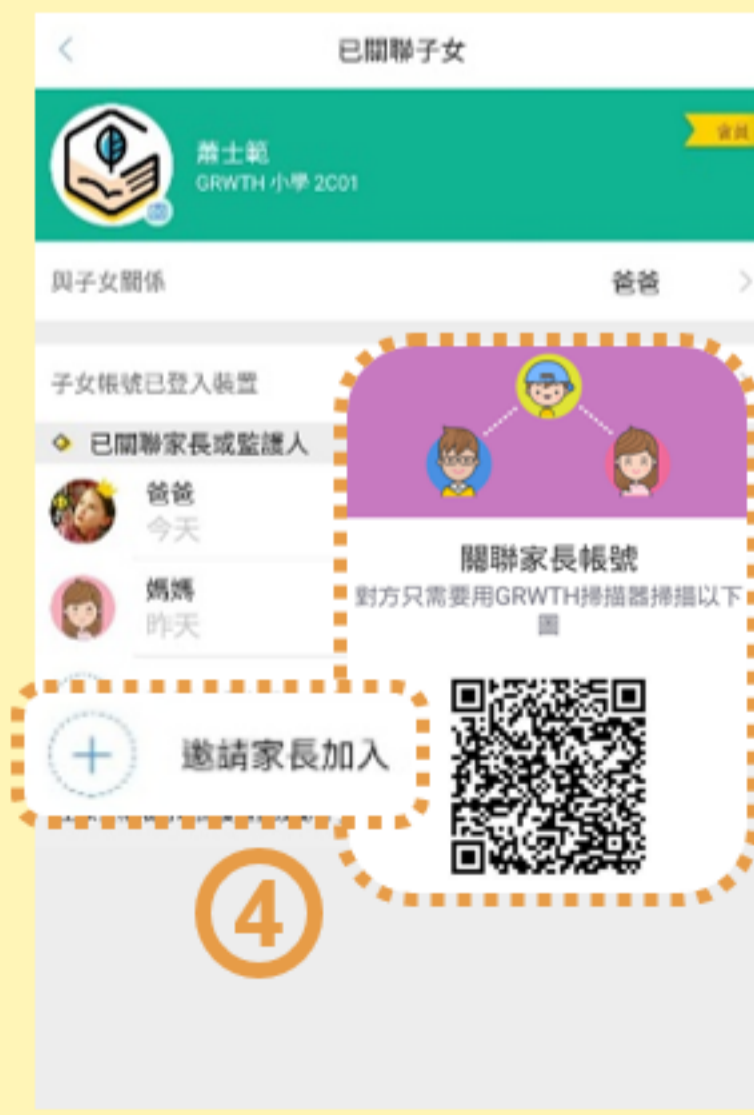 已關聯子女
蕭士範
GRWTH 小學 2C01
會員
與子女關係
爸爸
子女帳號已登入裝置
已關聯家長或監護人
爸爸
今天
媽媽
昨天
關聯家長帳號
對方只需要用GRWTH掃描器掃描以下
圖
邀請家長加入
4